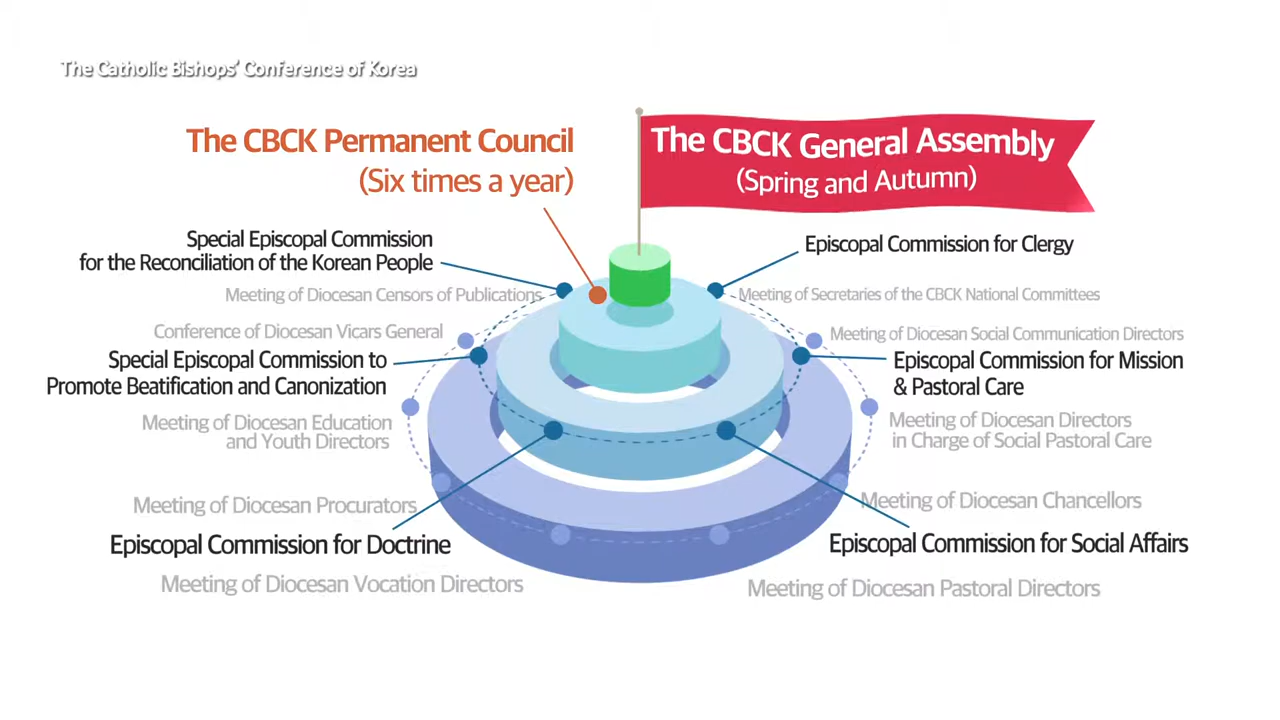 The Catholic Bishops' Conference of Korea
The CBCK Permanent Council
(Six times a year)
The CBCK General Assembly
(Spring and Autumn)
Special Episcopal Commission
for the Reconciliation of the Korean People
Episcopal Commission for Clergy
Meeting of Diocesan Censors of Publications
Meeting of Secretaries of the CBCK National Committees
Conference of Diocesan Vicars General
Meeting of Diocesan Social Communication Directors
Special Episcopal Commission to
Promote Beatification and Canonization
Episcopal Commission for Mission
& Pastoral Care
Meeting of Diocesan Education
and Youth Directors
Meeting of Diocesan Directors
in Charge of Social Pastoral Care
Meeting of Diocesan Procurators
Meeting of Diocesan Chancellors
Episcopal Commission for Doctrine
Episcopal Commission for Social Affairs
Meeting of Diocesan Vocation Directors
Meeting of Diocesan Pastoral Directors